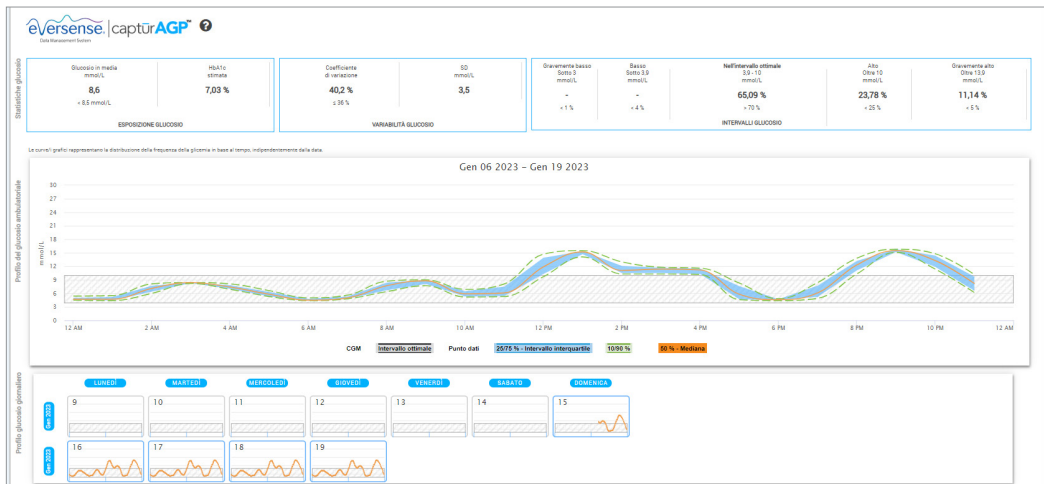 eversense. | captūrAGP™ ?
Data Management System
Statistiche glucosio
Glucosio in media
mmol/L
8,6
< 8,5 mmol/L
HbA1c
stimata
7,03 %
ESPOSIZIONE GLUCOSIO
Coefficiente
di variazione
40,2 %
≤ 36 %
SD
mmol/L
3,5
VARIABILITÀ GLUCOSIO
Gravemente basso
Sotto 3
mmol/L
-
< 1 %
Basso
Sotto 3,9
mmol/L
-
< 4 %
Nell'intervallo ottimale
3,9 - 10
mmol/L
65,09 %
> 70 %
Alto
Oltre 10
mmol/L
23,78 %
< 25 %
Gravemente alto
Oltre 13,9
mmol/L
11,14 %
< 5 %
INTERVALLI GLUCOSIO
Le curve/i grafici rappresentano la distribuzione della frequenza della glicemia in base al tempo, indipendentemente dalla data.
Profilo del glucosio ambulatoriale
Gen 06 2023 - Gen 19 2023
mmol/L
30
27
24
21
18
15
12
9
6
3
0
12 AM 2 AM 4 AM 6 AM 8 AM 10 AM 12 PM 2 PM 4 PM 6 PM 8 PM 10 PM 12 AM
CGM Intervallo ottimale Punto dati 25/75 % - Intervallo interquartile 10/90 % 50 % - Mediana
Profilo glucosio giornaliero
LUNEDÌ MARTEDÌ MERCOLEDÌ GIOVEDÌ VENERDÌ SABATO DOMENICA
Gen 2023
9 10 11 12 13 14 15
Gen 2023
16 17 18 19